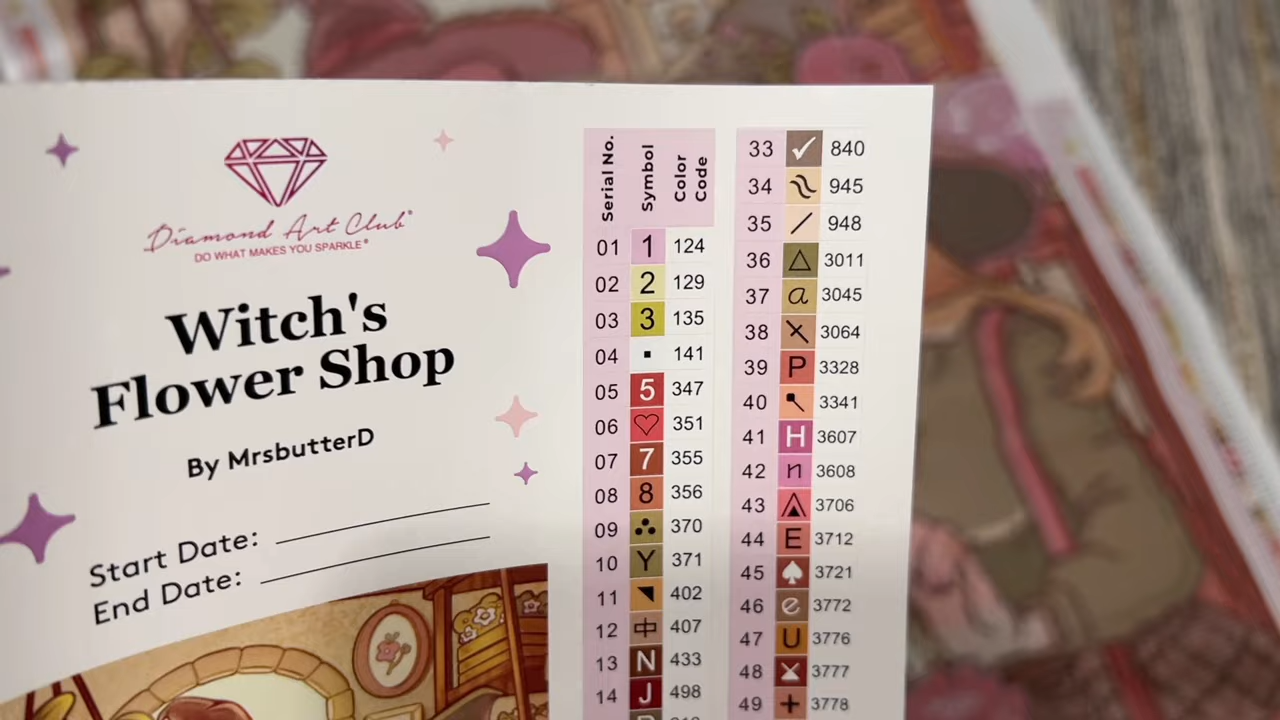 Diamond Art Club®
DO WHAT MAKES YOU SPARKLE®
Witch's
Flower Shop
By MrsbutterD
Start Date:
End Date:
Serial No. Symbol Color Code
01 1 124
02 2 129
03 3 135
04 ▪ 141
05 5 347
06 ♡ 351
07 7 355
08 8 356
09 370
10 Y 371
11 ◥ 402
12 中 407
13 N 433
14 J 498
33 ✓ 840
34 945
35 / 948
36 △ 3011
37 a 3045
38 3064
39 P 3328
40 3341
41 H 3607
42 n 3608
43 3706
44 E 3712
45 ♠ 3721
46 e 3772
47 U 3776
48 3777
49 + 3778